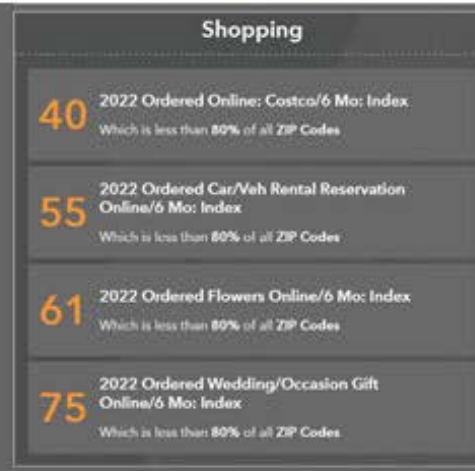 Shopping
40
2022 Ordered Online: Costco/6 Mo: Index
Which is less than 80% of all ZIP Codes
55
2022 Ordered Car/Veh Rental Reservation
Online/6 Mo: Index
Which is less than 80% of all ZIP Codes
61
2022 Ordered Flowers Online/6 Mo: Index
Which is less than 80% of all ZIP Codes
75
2022 Ordered Wedding/Occasion Gift
Online/6 Mo: Index
Which is less than 80% of all ZIP Codes